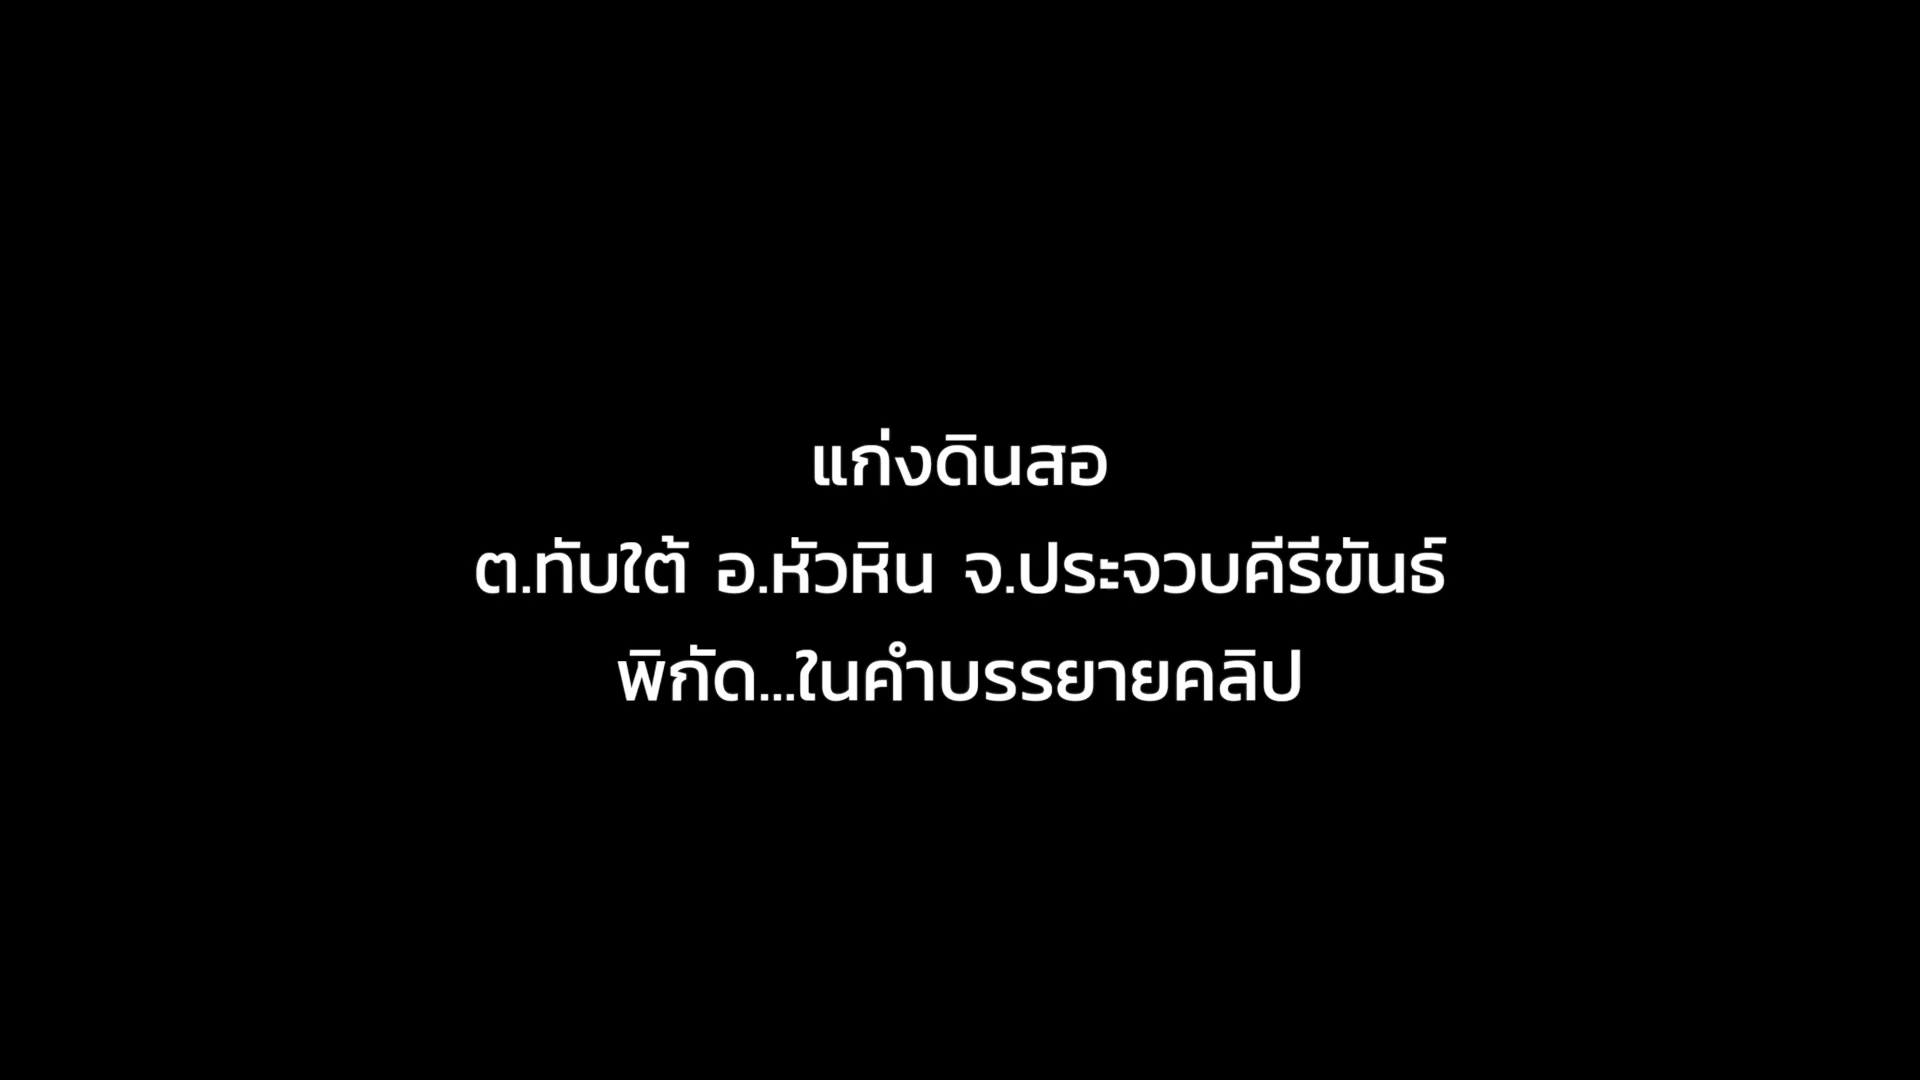 แก่งดินสอ
ต.ทับใต้ อ.หัวหิน จ.ประจวบคีรีขันธ์
พิกัด...ในคำบรรยายคลิป